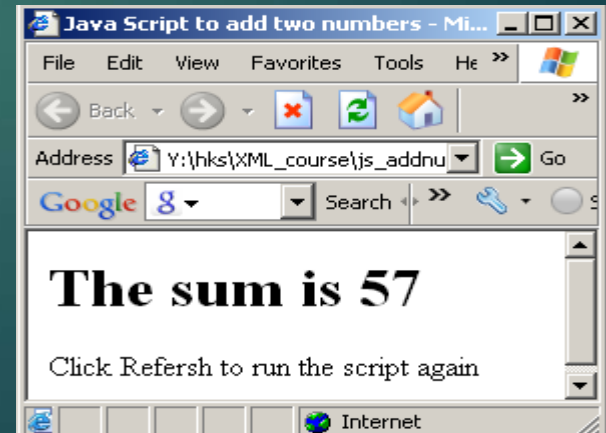 Java Script to add two numbers - Mi...
File Edit View Favorites Tools He »
Back »
Address Y:\hks\XML_course\js_addnu Go
Google g Search »
The sum is 57
Click Refersh to run the script again
Internet